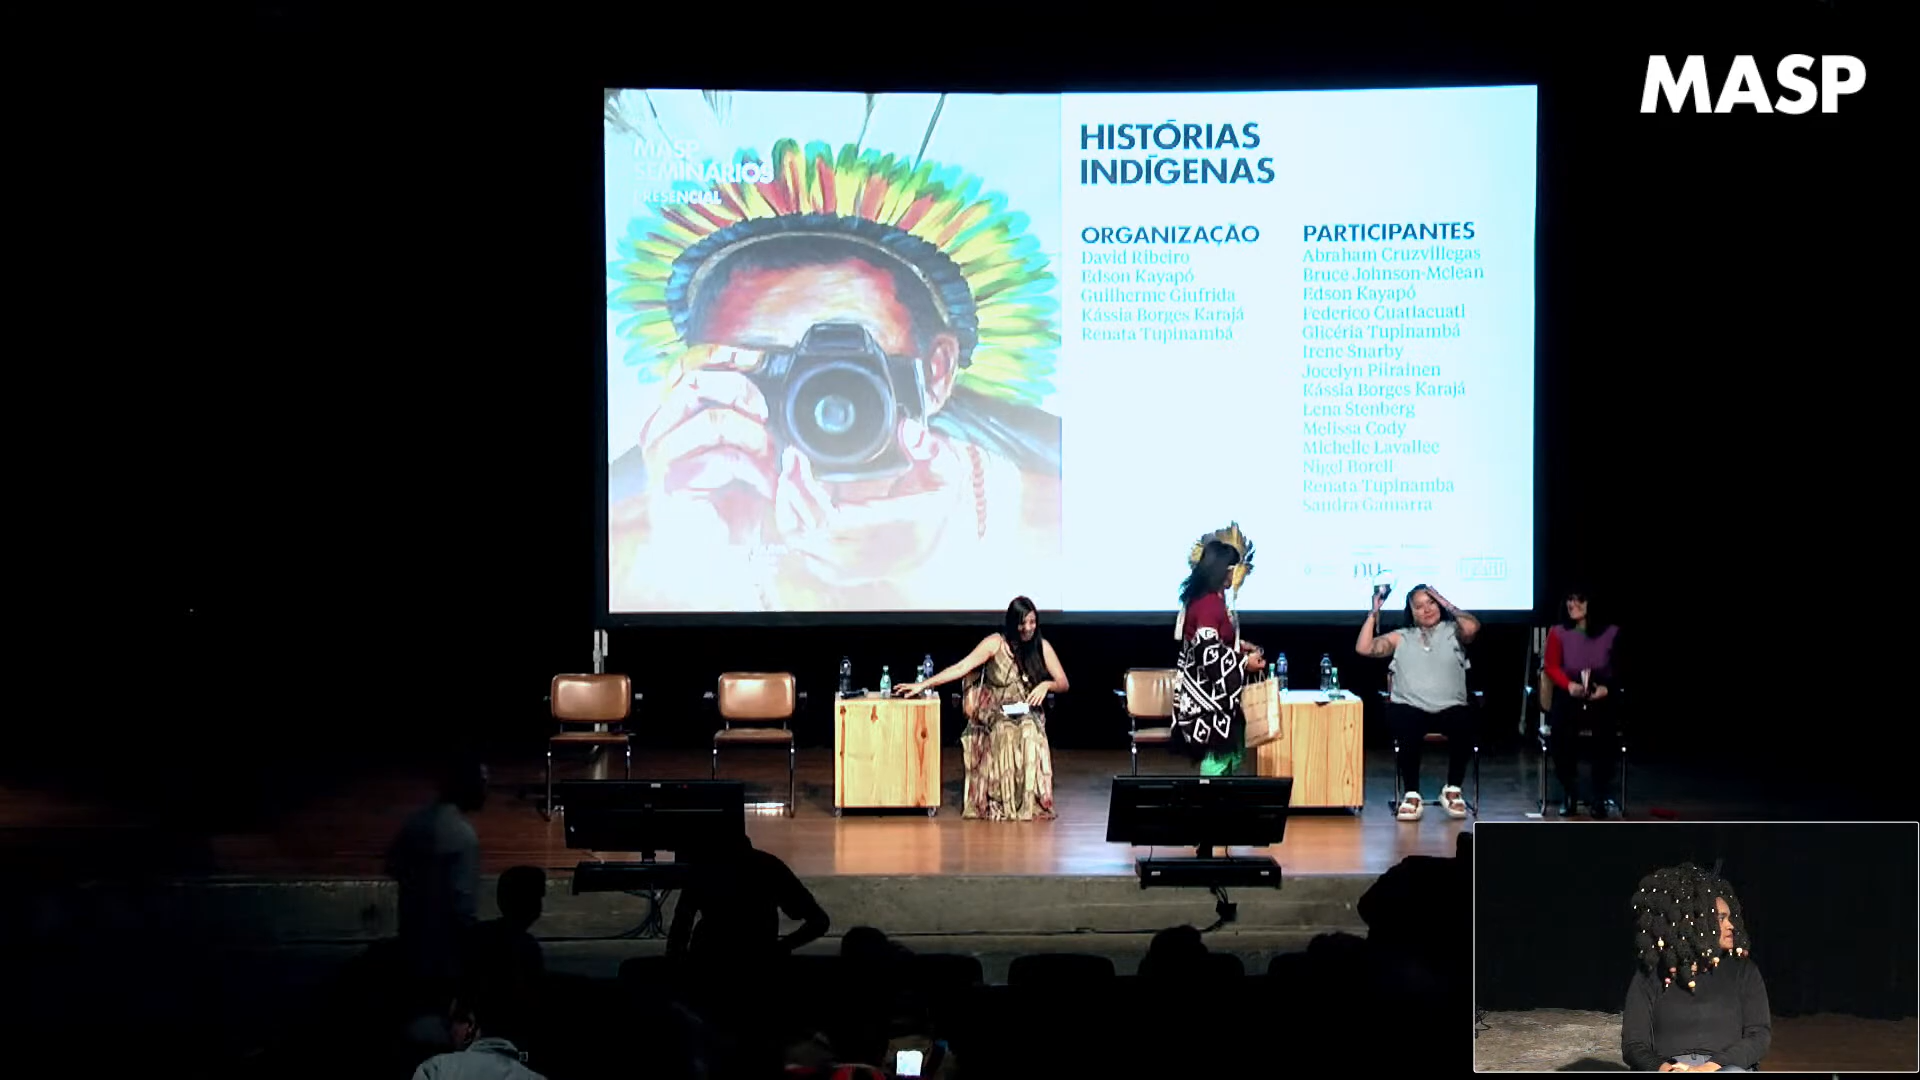 MASP
MASP
SEMINÁRIOS
PRESENCIAL
HISTÓRIAS
INDÍGENAS
ORGANIZAÇÃO
David Ribeiro
Edson Kayapó
Guilherme Giufrida
Kássia Borges Karajá
Renata Tupinambá
PARTICIPANTES
Abraham Cruzvillegas
Bruce Johnson-Mclean
Edson Kayapó
Federico Cuatlacuatl
Glicéria Tupinambá
Irene Snarby
Jocelyn Piirainen
Kássia Borges Karajá
Lena Stenberg
Melissa Cody
Michelle Lavallee
Nigel Borell
Renata Tupinambá
Sandra Gamarra
nu-